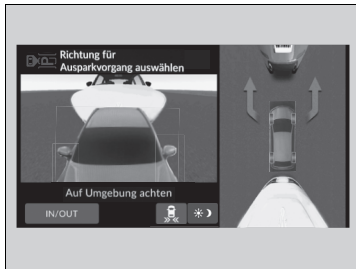 Richtung für
Ausparkvorgang auswählen
Auf Umgebung achten
IN/OUT